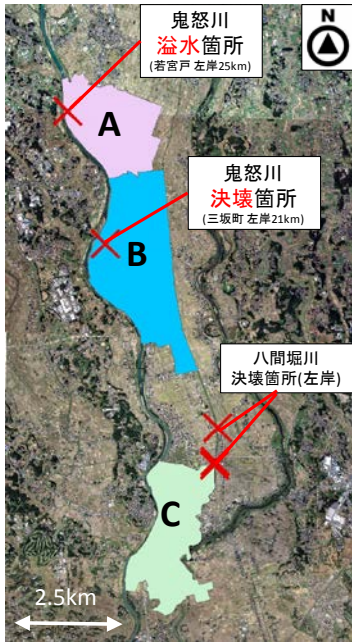 鬼怒川
溢水箇所
(若宮戸 左岸25km)
N
A
鬼怒川
決壊箇所
(三坂町 左岸21km)
B
八間堀川
決壊箇所(左岸)
C
2.5km